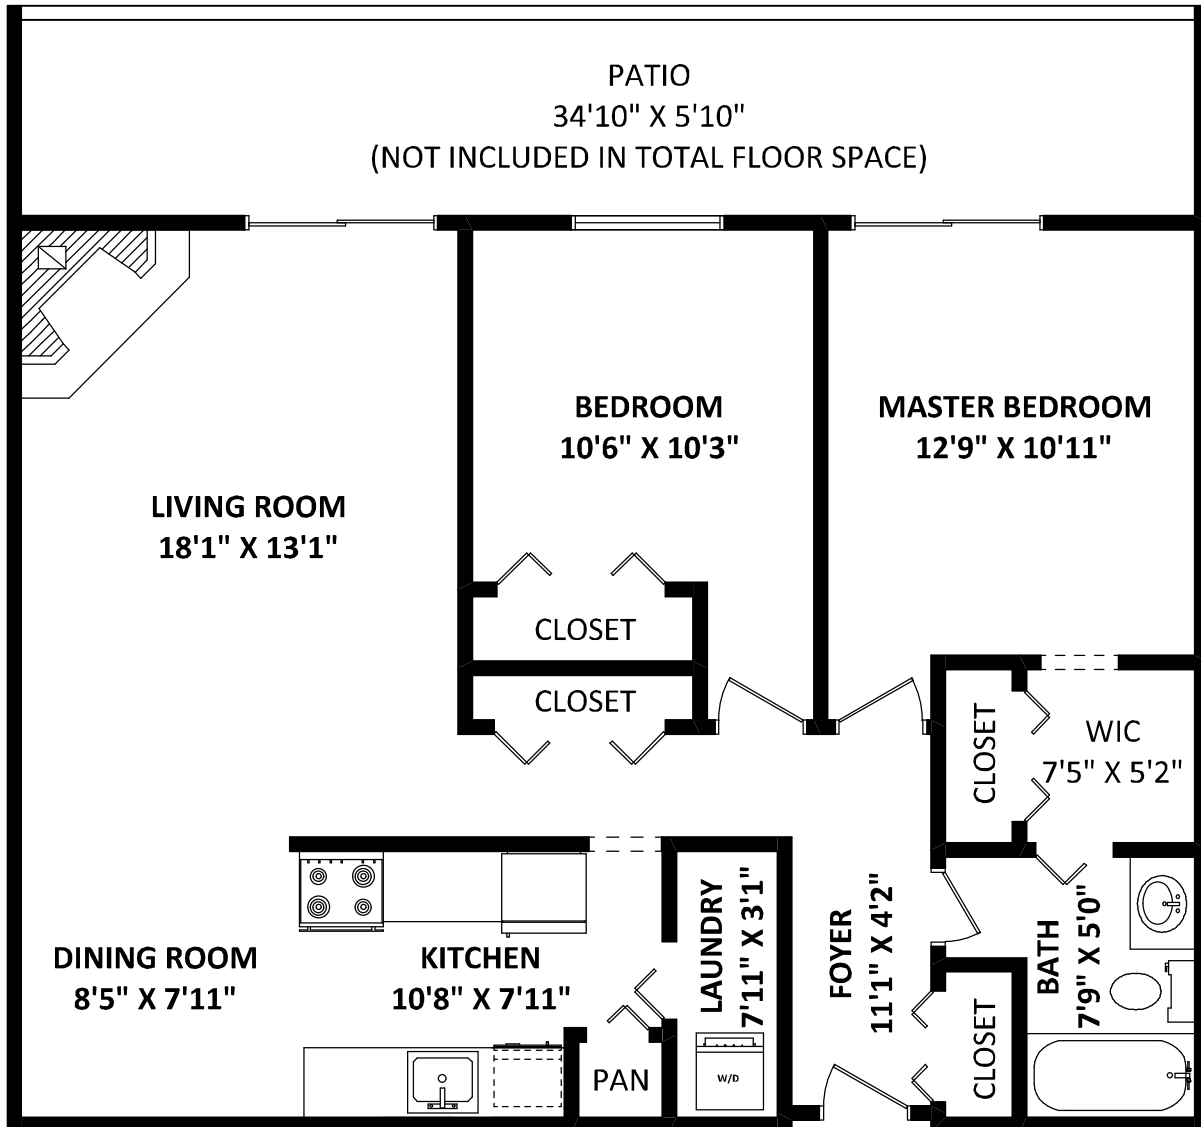 PATIO
34'10" X 5'10"
(NOT INCLUDED IN TOTAL FLOOR SPACE)
BEDROOM
10'6" X 10'3"
MASTER BEDROOM
12'9" X 10'11"
LIVING ROOM
18'1" X 13'1"
CLOSET
CLOSET
CLOSET
WIC
7'5" X 5'2"
DINING ROOM
8'5" X 7'11"
KITCHEN
10'8" X 7'11"
LAUNDRY
7'11" X 3'1"
FOYER
11'1" X 4'2"
BATH
7'9" X 5'0"
CLOSET
PAN
W/D